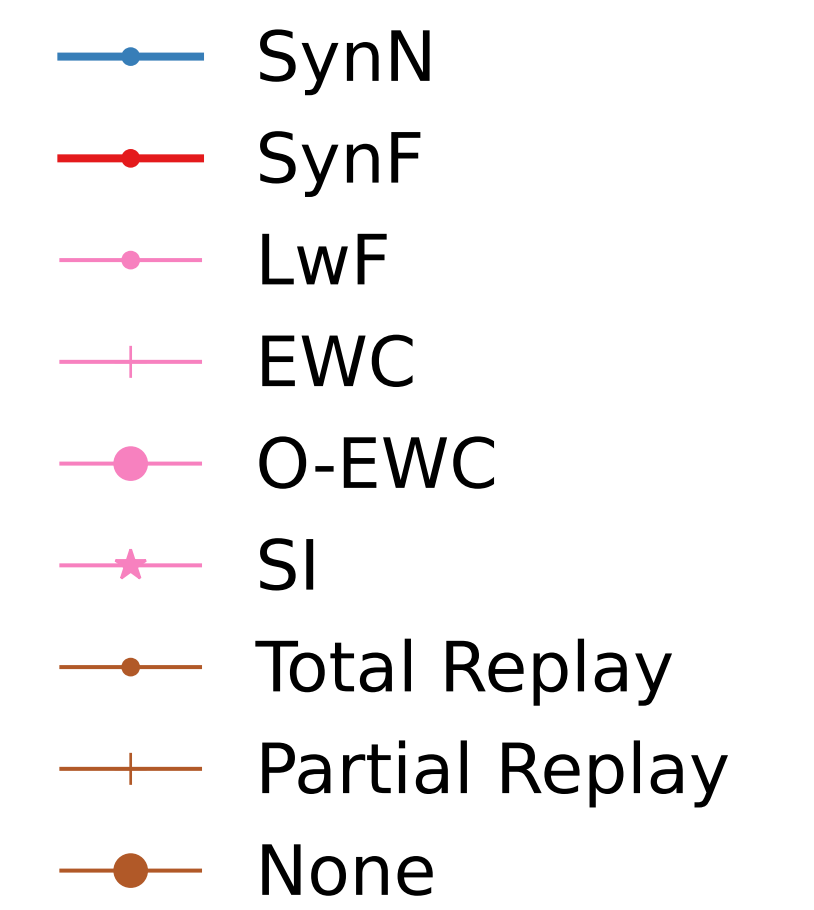 SynN
SynF
LwF
EWC
O-EWC
SI
Total Replay
Partial Replay
None